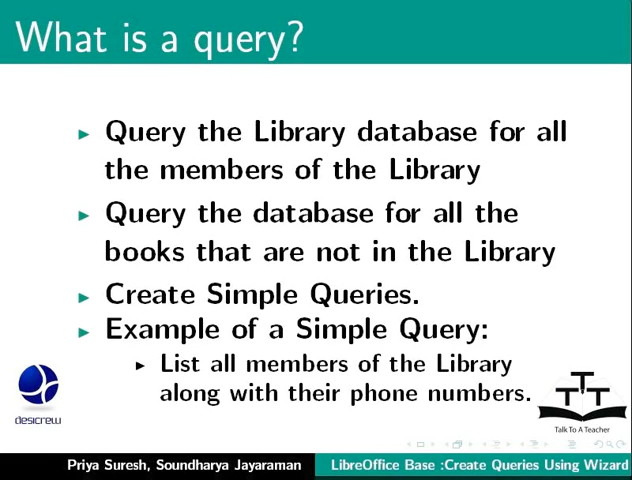 What is a query?
Query the Library database for all
the members of the Library
Query the database for all the
books that are not in the Library
Create Simple Queries.
Example of a Simple Query:
List all members of the Library
along with their phone numbers.
desicrew
TTT
Talk To A Teacher
Priya Suresh, Soundharya Jayaraman
LibreOffice Base :Create Queries Using Wizard